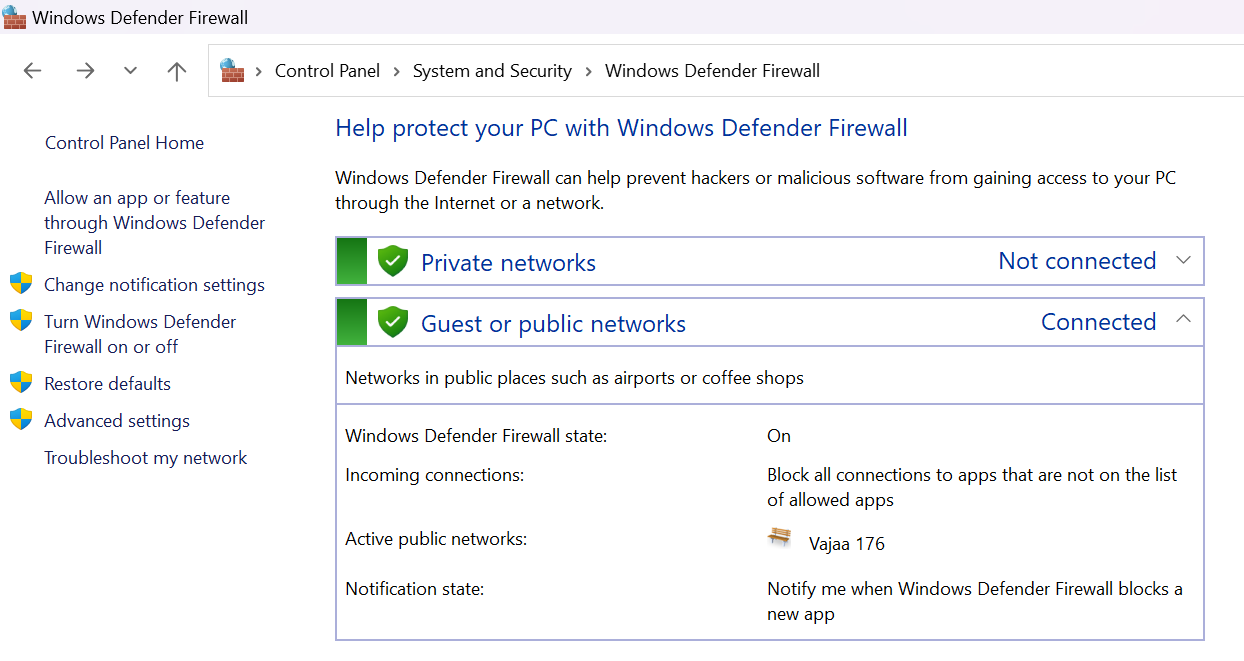 Windows Defender Firewall
Control Panel > System and Security > Windows Defender Firewall
Control Panel Home
Allow an app or feature
through Windows Defender
Firewall
Change notification settings
Turn Windows Defender
Firewall on or off
Restore defaults
Advanced settings
Troubleshoot my network
Help protect your PC with Windows Defender Firewall
Windows Defender Firewall can help prevent hackers or malicious software from gaining access to your PC
through the Internet or a network.
Private networks Not connected
Guest or public networks Connected
Networks in public places such as airports or coffee shops
Windows Defender Firewall state: On
Incoming connections: Block all connections to apps that are not on the list
of allowed apps
Active public networks: Vajaa 176
Notification state: Notify me when Windows Defender Firewall blocks a
new app